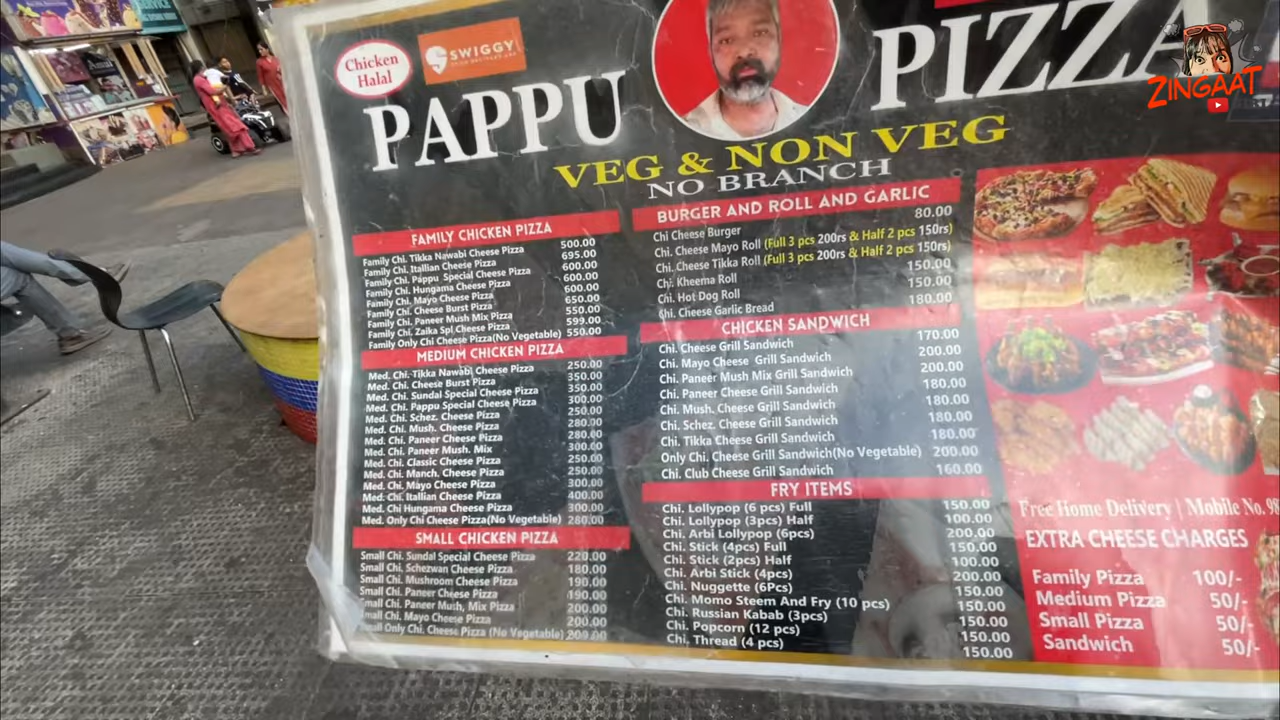 Chicken
Halal
SWIGGY
PAPPU PIZZA
ZINGAAT
VEG & NON VEG
NO BRANCH
FAMILY CHICKEN PIZZA
Family Chi. Tikka Nawabi Cheese Pizza 500.00
Family Chi. Itallian Cheese Pizza 695.00
Family Chi. Pappu Special Cheese Pizza 600.00
Family Chi. Hungama Cheese Pizza 600.00
Family Chi. Mayo Cheese Pizza 600.00
Family Chi. Cheese Burst Pizza 650.00
Family Chi. Paneer Mush Mix Pizza 550.00
Family Chi. Zaika Spl Cheese Pizza 599.00
Family Only Chi Cheese Pizza(No Vegetable) 550.00
MEDIUM CHICKEN PIZZA
Med. Chi. Tikka Nawabi Cheese Pizza 250.00
Med. Chi. Cheese Burst Pizza 350.00
Med. Chi. Sundal Special Cheese Pizza 350.00
Med. Chi. Pappu Special Cheese Pizza 300.00
Med. Chi. Schez. Cheese Pizza 250.00
Med. Chi. Mush. Cheese Pizza 280.00
Med. Chi. Paneer Cheese Pizza 280.00
Med. Chi. Paneer Mush. Mix 300.00
Med. Chi. Classic Cheese Pizza 250.00
Med. Chi. Manch. Cheese Pizza 250.00
Med. Chi. Mayo Cheese Pizza 300.00
Med. Chi. Itallian Cheese Pizza 400.00
Med. Chi Hungama Cheese Pizza 300.00
Med. Only Chi Cheese Pizza(No Vegetable) 280.00
SMALL CHICKEN PIZZA
Small Chi. Sundal Special Cheese Pizza 220.00
Small Chi. Schezwan Cheese Pizza 180.00
Small Chi. Mushroom Cheese Pizza 190.00
Small Chi. Paneer Cheese Pizza 190.00
Small Chi. Paneer Mush, Mix Pizza 200.00
Small Chi. Mayo Cheese Pizza 200.00
Small Only Chi. Cheese Pizza (No Vegetable) 200.00
BURGER AND ROLL AND GARLIC
Chi Cheese Burger 80.00
Chi. Cheese Mayo Roll (Full 3 pcs 200rs & Half 2 pcs 150rs)
Chi. Cheese Tikka Roll (Full 3 pcs 200rs & Half 2 pcs 150rs)
Chi. Kheema Roll 150.00
Chi. Hot Dog Roll 150.00
Chi. Cheese Garlic Bread 180.00
CHICKEN SANDWICH
Chi. Cheese Grill Sandwich 170.00
Chi. Mayo Cheese Grill Sandwich 200.00
Chi. Paneer Mush Mix Grill Sandwich 200.00
Chi. Paneer Cheese Grill Sandwich 180.00
Chi. Mush. Cheese Grill Sandwich 180.00
Chi. Schez. Cheese Grill Sandwich 180.00
Chi. Tikka Cheese Grill Sandwich 180.00
Only Chi. Cheese Grill Sandwich(No Vegetable) 200.00
Chi. Club Cheese Grill Sandwich 160.00
FRY ITEMS
Chi. Lollypop (6 pcs) Full 150.00
Chi. Lollypop (3pcs) Half 100.00
Chi. Arbi Lollypop (6pcs) 200.00
Chi. Stick (4pcs) Full 150.00
Chi. Stick (2pcs) Half 100.00
Chi. Arbi Stick (4pcs) 200.00
Chi. Nuggette (6Pcs) 150.00
Chi. Momo Steem And Fry (10 pcs) 150.00
Chi. Russian Kabab (3pcs) 150.00
Chi. Popcorn (12 pcs) 150.00
Chi. Thread (4 pcs) 150.00
Free Home Delivery | Mobile No. 98
EXTRA CHEESE CHARGES
Family Pizza 100/-
Medium Pizza 50/-
Small Pizza 50/-
Sandwich 50/-